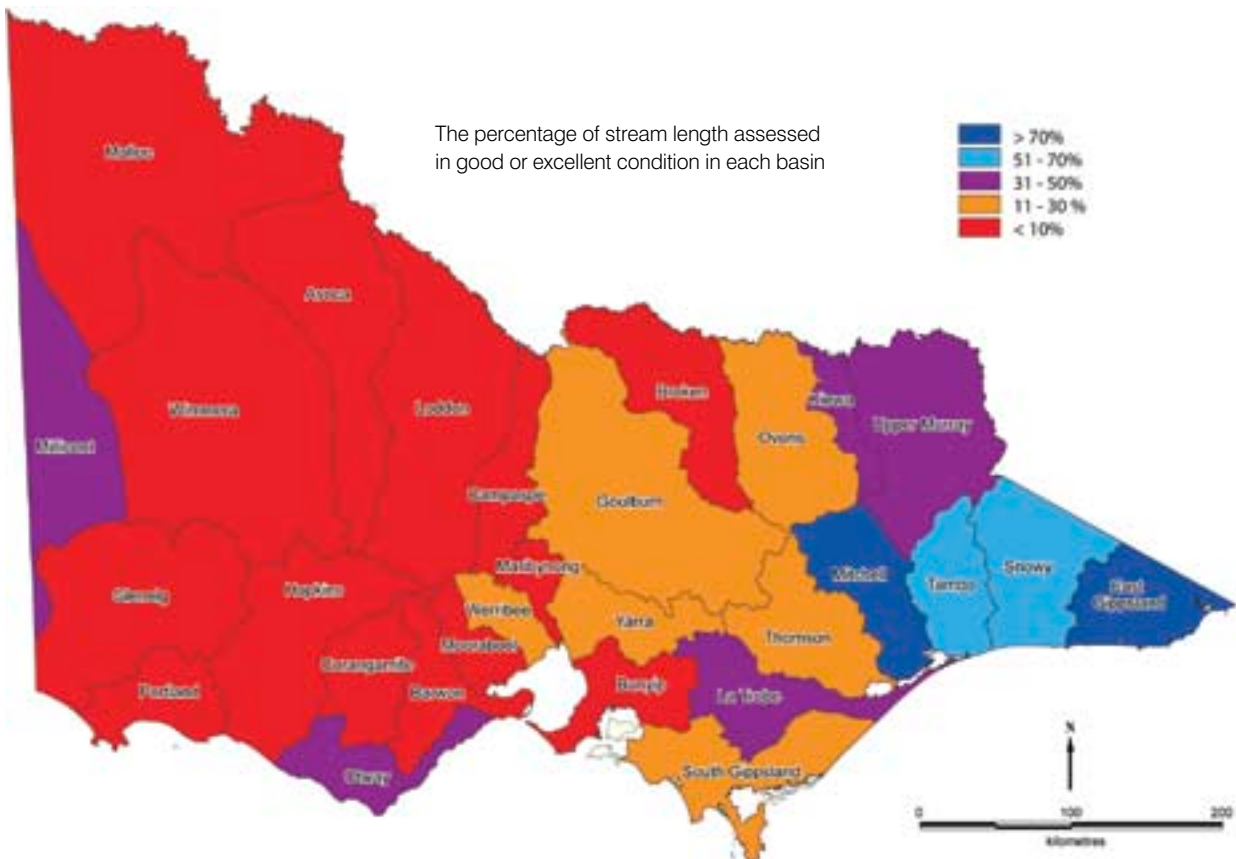 The percentage of stream length assessed
in good or excellent condition in each basin
> 70%
51 - 70%
31 - 50%
11 - 30 %
< 10%
Mallee
Avoca
Wimmera
Loddon
Millicent
Broken
Ovens
Kiewa
Upper Murray
Campaspe
Goulburn
Glenelg
Hopkins
Maribyrnong
Mitchell
Tambo
Snowy
East
Gippsland
Werribee
Yarra
Thomson
Moorabool
Corangamite
Portland
Barwon
Bunyip
La Trobe
Otway
South Gippsland
N
0 100 200
kilometres